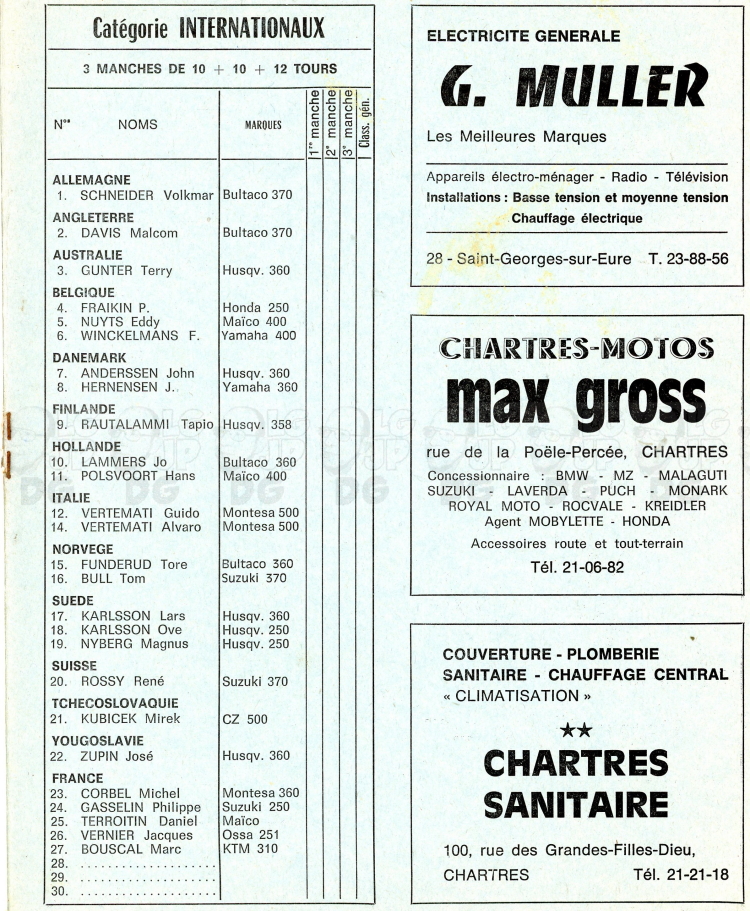 Catégorie INTERNATIONAUX
3 MANCHES DE 10 + 10 + 12 TOURS
Nos NOMS MARQUES 1re manche 2e manche 3e manche Class. gén.
ALLEMAGNE
1. SCHNEIDER Volkmar Bultaco 370
ANGLETERRE
2. DAVIS Malcom Bultaco 370
AUSTRALIE
3. GUNTER Terry Husqv. 360
BELGIQUE
4. FRAIKIN P. Honda 250
5. NUYTS Eddy Maïco 400
6. WINCKELMANS F. Yamaha 400
DANEMARK
7. ANDERSSEN John Husqv. 360
8. HERNENSEN J. Yamaha 360
FINLANDE
9. RAUTALAMMI Tapio Husqv. 358
HOLLANDE
10. LAMMERS Jo Bultaco 360
11. POLSVOORT Hans Maïco 400
ITALIE
12. VERTEMATI Guido Montesa 500
14. VERTEMATI Alvaro Montesa 500
NORVEGE
15. FUNDERUD Tore Bultaco 360
16. BULL Tom Suzuki 370
SUEDE
17. KARLSSON Lars Husqv. 360
18. KARLSSON Ove Husqv. 250
19. NYBERG Magnus Husqv. 250
SUISSE
20. ROSSY René Suzuki 370
TCHECOSLOVAQUIE
21. KUBICEK Mirek CZ 500
YOUGOSLAVIE
22. ZUPIN José Husqv. 360
FRANCE
23. CORBEL Michel Montesa 360
24. GASSELIN Philippe Suzuki 250
25. TERROITIN Daniel Maïco
26. VERNIER Jacques Ossa 251
27. BOUSCAL Marc KTM 310
28. ....................
29. ....................
30. ....................
ELECTRICITE GENERALE
G. MULLER
Les Meilleures Marques
Appareils électro-ménager - Radio - Télévision
Installations : Basse tension et moyenne tension
Chauffage électrique
28 - Saint-Georges-sur-Eure T. 23-88-56
CHARTRES-MOTOS
max gross
rue de la Poële-Percée, CHARTRES
Concessionnaire : BMW - MZ - MALAGUTI
SUZUKI - LAVERDA - PUCH - MONARK
ROYAL MOTO - ROCVALE - KREIDLER
Agent MOBYLETTE - HONDA
Accessoires route et tout-terrain
Tél. 21-06-82
COUVERTURE - PLOMBERIE
SANITAIRE - CHAUFFAGE CENTRAL
« CLIMATISATION »
★★
CHARTRES
SANITAIRE
100, rue des Grandes-Filles-Dieu,
CHARTRES Tél. 21-21-18